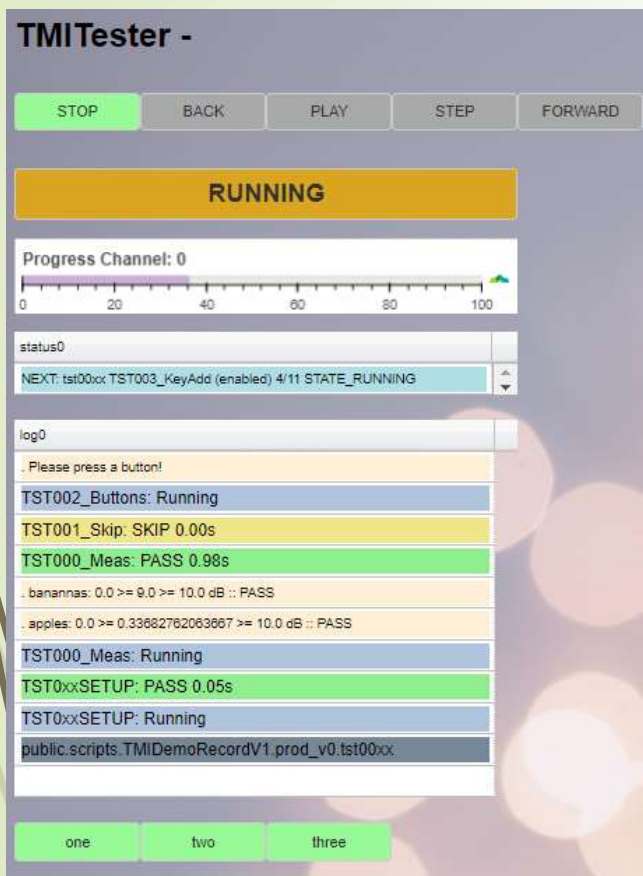 TMITester -
STOP BACK PLAY STEP FORWARD
RUNNING
Progress Channel: 0
0 20 40 60 80 100
status0
NEXT: tst00xx TST003_KeyAdd (enabled) 4/11 STATE_RUNNING
log0
. Please press a button!
TST002_Buttons: Running
TST001_Skip: SKIP 0.00s
TST000_Meas: PASS 0.98s
. banannas: 0.0 >= 9.0 >= 10.0 dB :: PASS
. apples: 0.0 >= 0.33682762063667 >= 10.0 dB :: PASS
TST000_Meas: Running
TST0xxSETUP: PASS 0.05s
TST0xxSETUP: Running
public.scripts.TMIDemoRecordV1.prod_v0.tst00xx
one two three